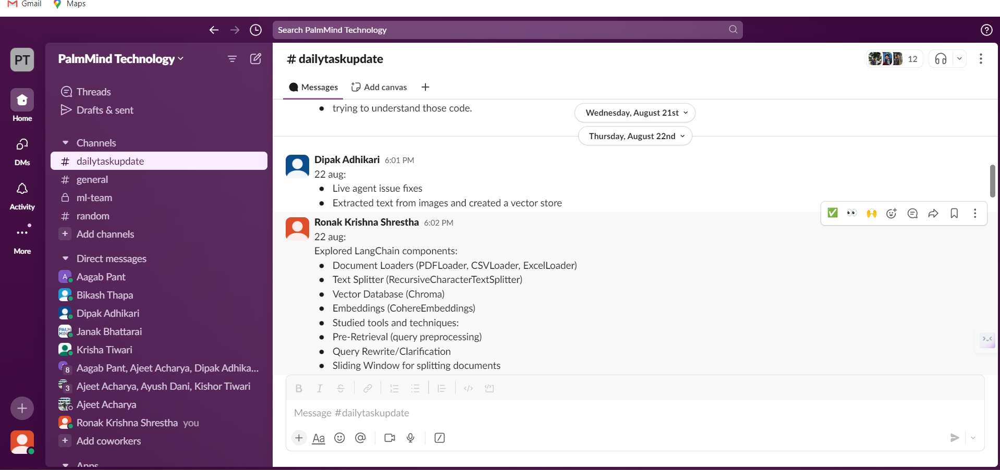 Gmail Maps
Search PalmMind Technology
PT
PalmMind Technology
Home
DMs
Activity
More
Threads
Drafts & sent
Channels
# dailytaskupdate
# general
ml-team
# random
+ Add channels
Direct messages
A Aagab Pant
Bikash Thapa
Dipak Adhikari
PALM MIND Janak Bhattarai
Krisha Tiwari
8 Aagab Pant, Ajeet Acharya, Dipak Adhika...
3 Ajeet Acharya, Ayush Dani, Kishor Tiwari
Ajeet Acharya
Ronak Krishna Shrestha you
+ Add coworkers
Apps
# dailytaskupdate
12
Messages Add canvas +
• trying to understand those code.
Wednesday, August 21st
Thursday, August 22nd
Dipak Adhikari 6:01 PM
22 aug:
• Live agent issue fixes
• Extracted text from images and created a vector store
Ronak Krishna Shrestha 6:02 PM
22 aug:
Explored LangChain components:
• Document Loaders (PDFLoader, CSVLoader, ExcelLoader)
• Text Splitter (RecursiveCharacterTextSplitter)
• Vector Database (Chroma)
• Embeddings (CohereEmbeddings)
• Studied tools and techniques:
• Pre-Retrieval (query preprocessing)
• Query Rewrite/Clarification
• Sliding Window for splitting documents
B I S
Message #dailytaskupdate
+ Aa @